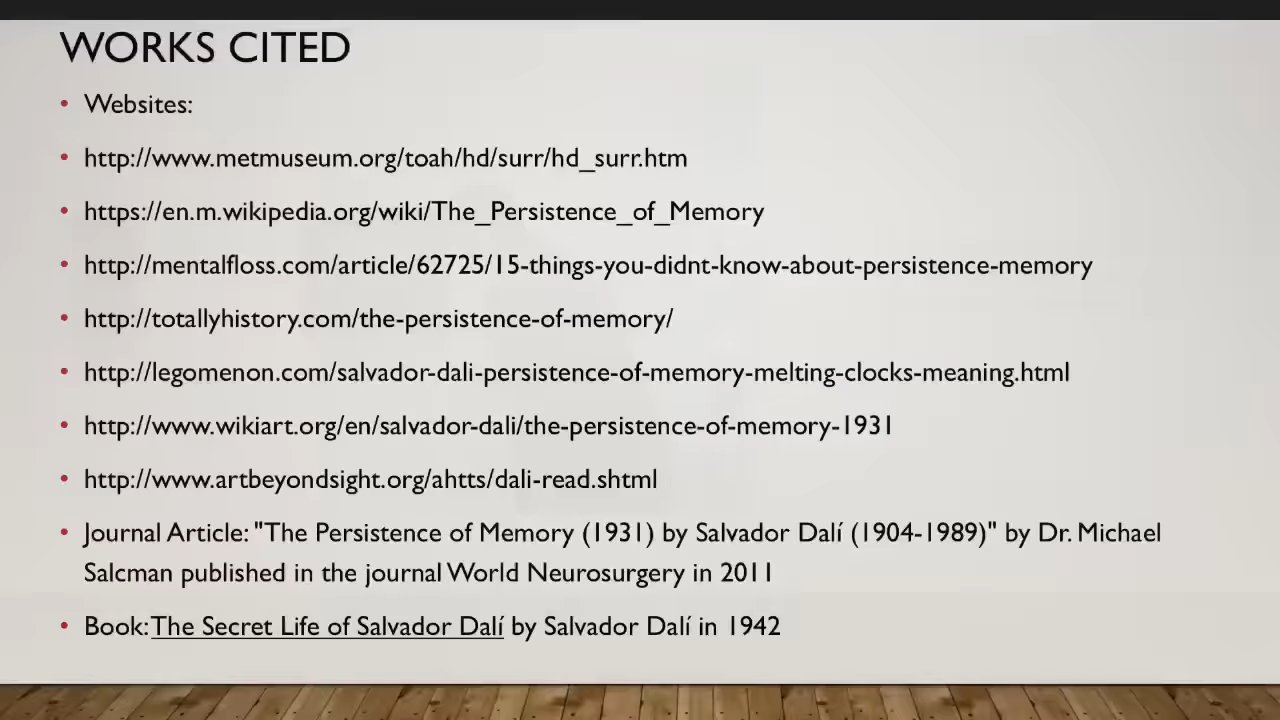 WORKS CITED
• Websites:
• http://www.metmuseum.org/toah/hd/surr/hd_surr.htm
• https://en.m.wikipedia.org/wiki/The_Persistence_of_Memory
• http://mentalfloss.com/article/62725/15-things-you-didnt-know-about-persistence-memory
• http://totallyhistory.com/the-persistence-of-memory/
• http://legomenon.com/salvador-dali-persistence-of-memory-melting-clocks-meaning.html
• http://www.wikiart.org/en/salvador-dali/the-persistence-of-memory-1931
• http://www.artbeyondsight.org/ahtts/dali-read.shtml
• Journal Article: "The Persistence of Memory (1931) by Salvador Dalí (1904-1989)" by Dr. Michael
Salcman published in the journal World Neurosurgery in 2011
• Book: The Secret Life of Salvador Dalí by Salvador Dalí in 1942